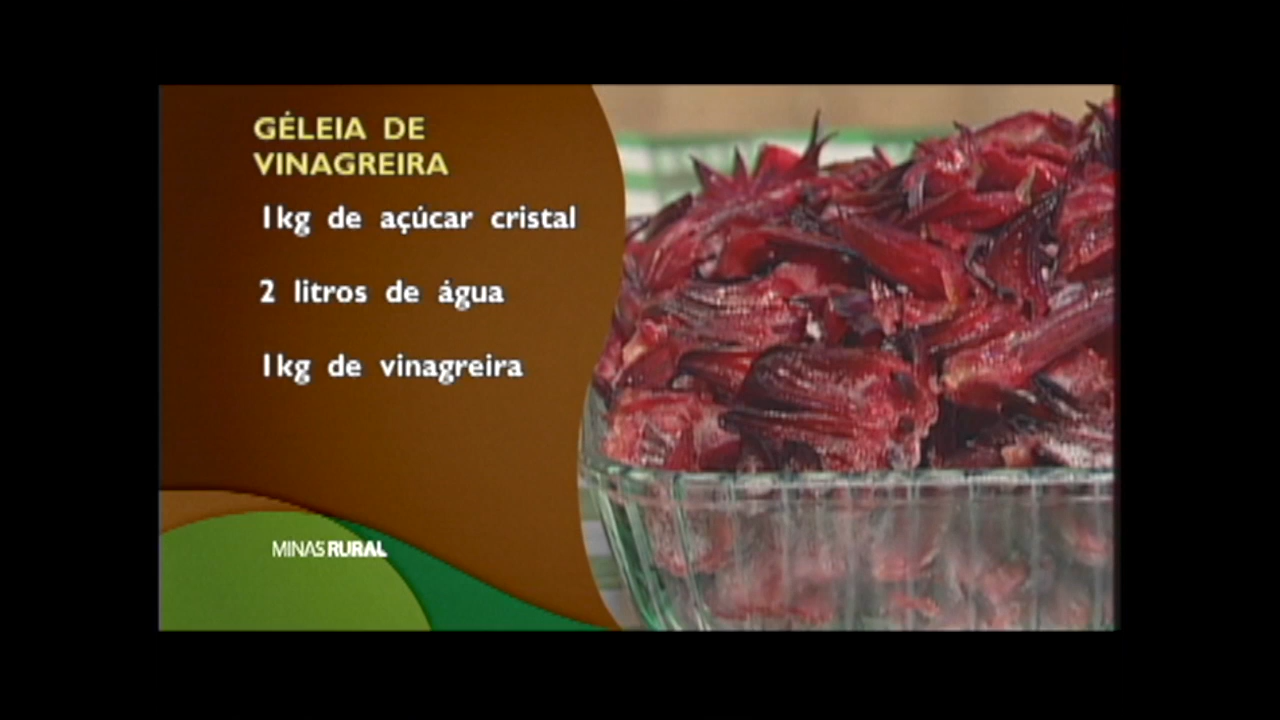 GÉLEIA DE
VINAGREIRA
1kg de açúcar cristal
2 litros de água
1kg de vinagreira
MINAS RURAL